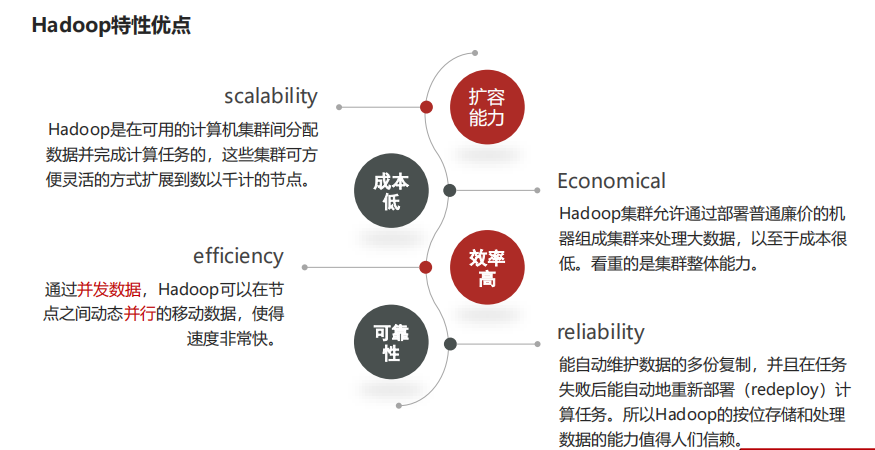 Hadoop特性优点
scalability
Hadoop是在可用的计算机集群间分配
数据并完成计算任务的，这些集群可方
便灵活的方式扩展到数以千计的节点。
扩容
能力
成本
低
Economical
Hadoop集群允许通过部署普通廉价的机
器组成集群来处理大数据，以至于成本很
低。看重的是集群整体能力。
efficiency
通过并发数据，Hadoop可以在节
点之间动态并行的移动数据，使得
速度非常快。
效率
高
可靠
性
reliability
能自动维护数据的多份复制，并且在任务
失败后能自动地重新部署（redeploy）计
算任务。所以Hadoop的按位存储和处理
数据的能力值得人们信赖。